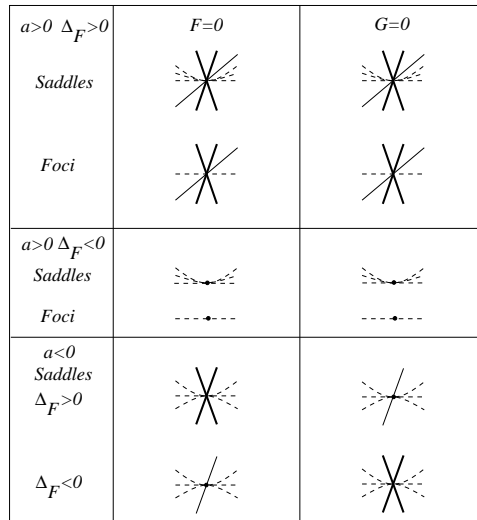 a>0 Δ_F>0 F=0 G=0
Saddles
Foci
a>0 Δ_F<0
Saddles
Foci
a<0
Saddles
Δ_F>0
Δ_F<0